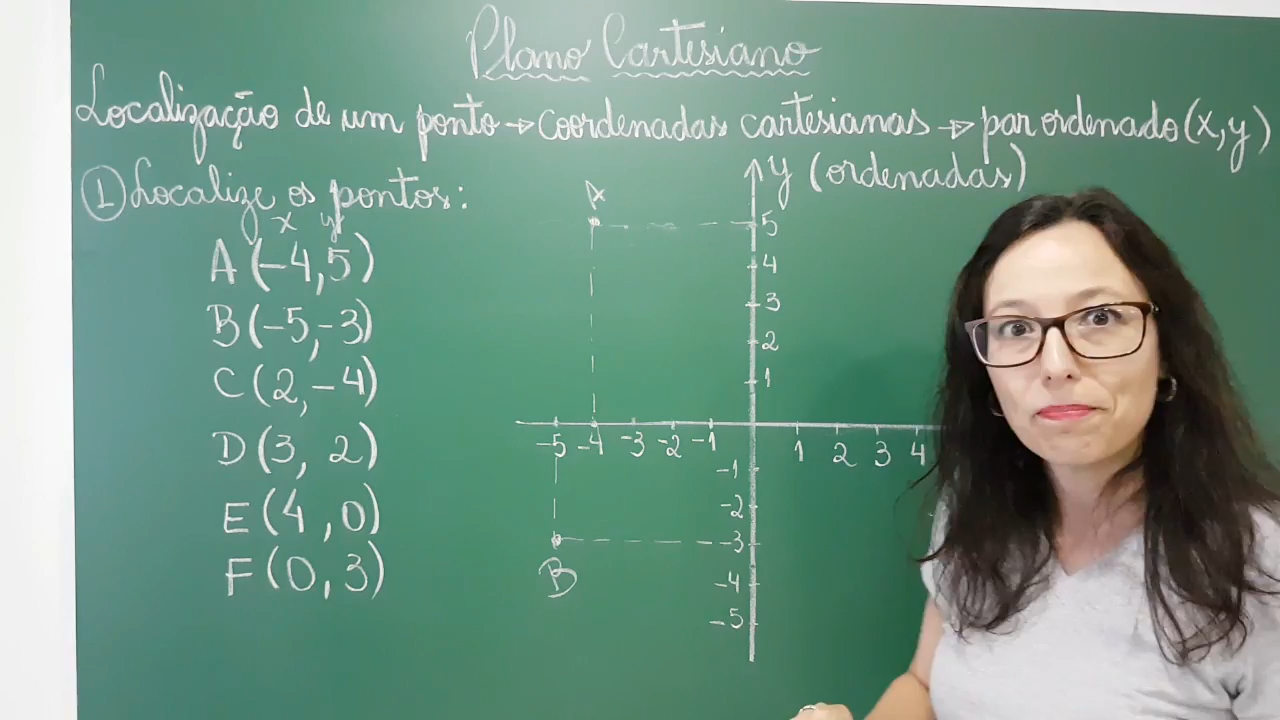 Plano Cartesiano
Localização de um ponto → coordenadas cartesianas → par ordenado (x, y)
① Localize os pontos:
x y
A (-4, 5)
B (-5, -3)
C (2, -4)
D (3, 2)
E (4, 0)
F (0, 3)
y (ordenadas)
A
5
4
3
2
1
-5 -4 -3 -2 -1 1 2 3 4
-1
-2
-3
-4
-5
B